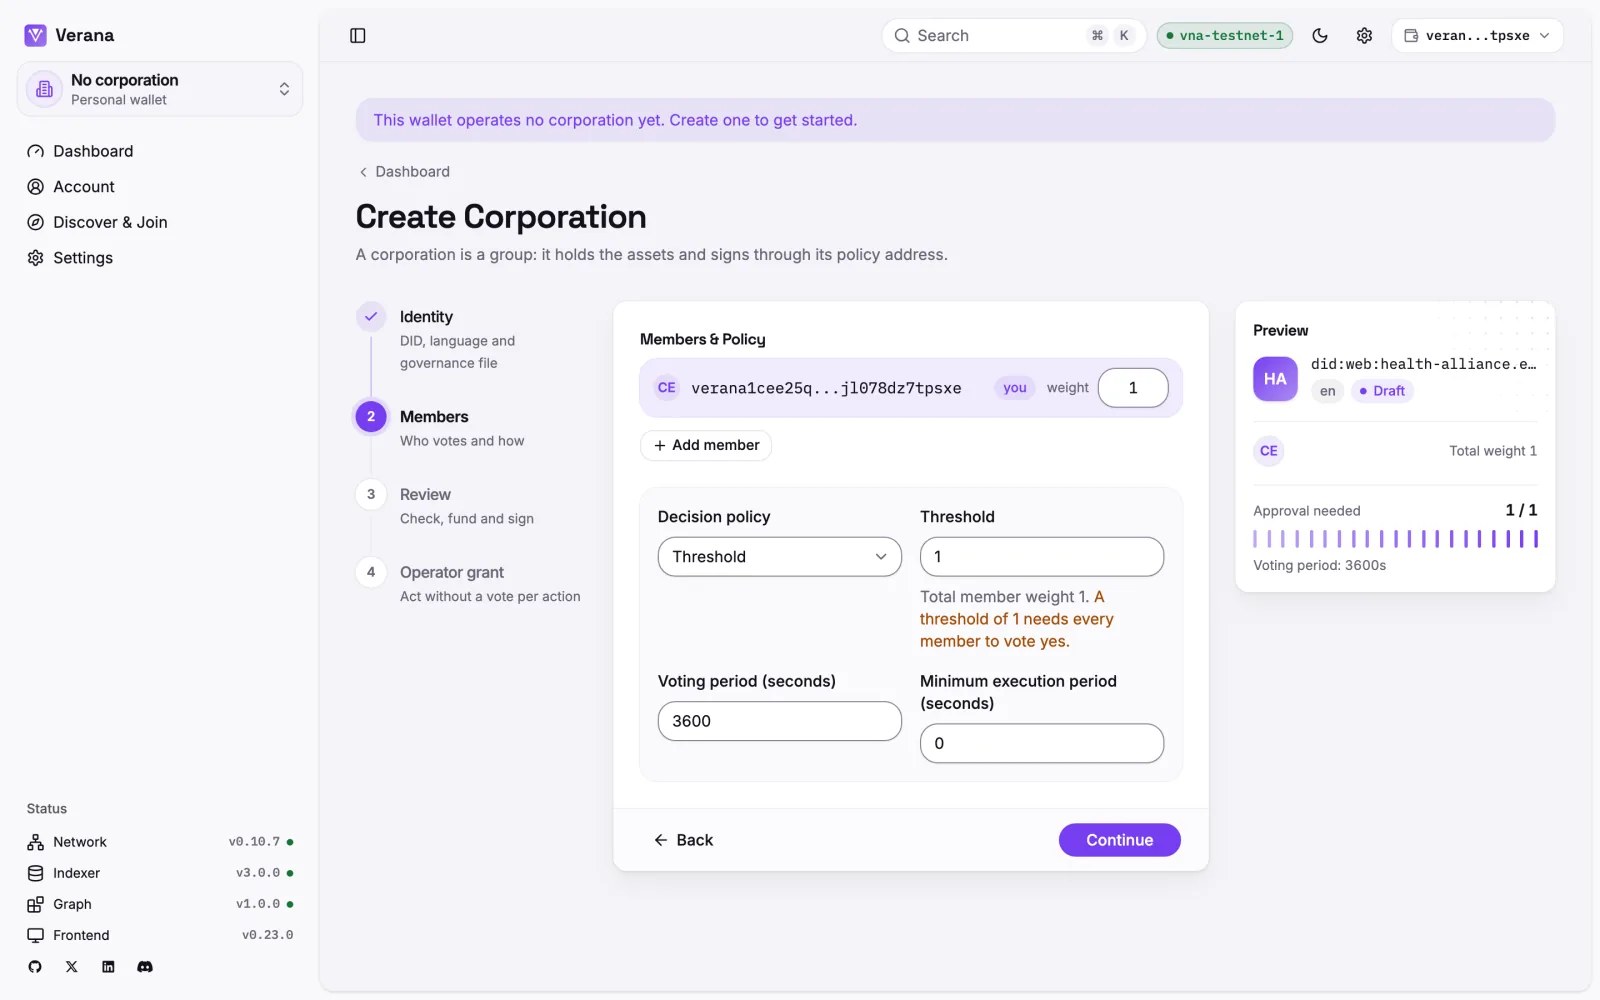 Verana
No corporation
Personal wallet
Dashboard
Account
Discover & Join
Settings
Status
Network v0.10.7
Indexer v3.0.0
Graph v1.0.0
Frontend v0.23.0
Search ⌘ K
vna-testnet-1
veran...tpsxe
This wallet operates no corporation yet. Create one to get started.
Dashboard
Create Corporation
A corporation is a group: it holds the assets and signs through its policy address.
Identity
DID, language and
governance file
2 Members
Who votes and how
3 Review
Check, fund and sign
4 Operator grant
Act without a vote per action
Members & Policy
CE verana1cee25q...jl078dz7tpsxe you weight 1
+ Add member
Decision policy
Threshold
Threshold
1
Total member weight 1. A
threshold of 1 needs every
member to vote yes.
Voting period (seconds)
3600
Minimum execution period
(seconds)
0
← Back
Continue
Preview
HA
did:web:health-alliance.e…
en
Draft
CE Total weight 1
Approval needed 1 / 1
Voting period: 3600s